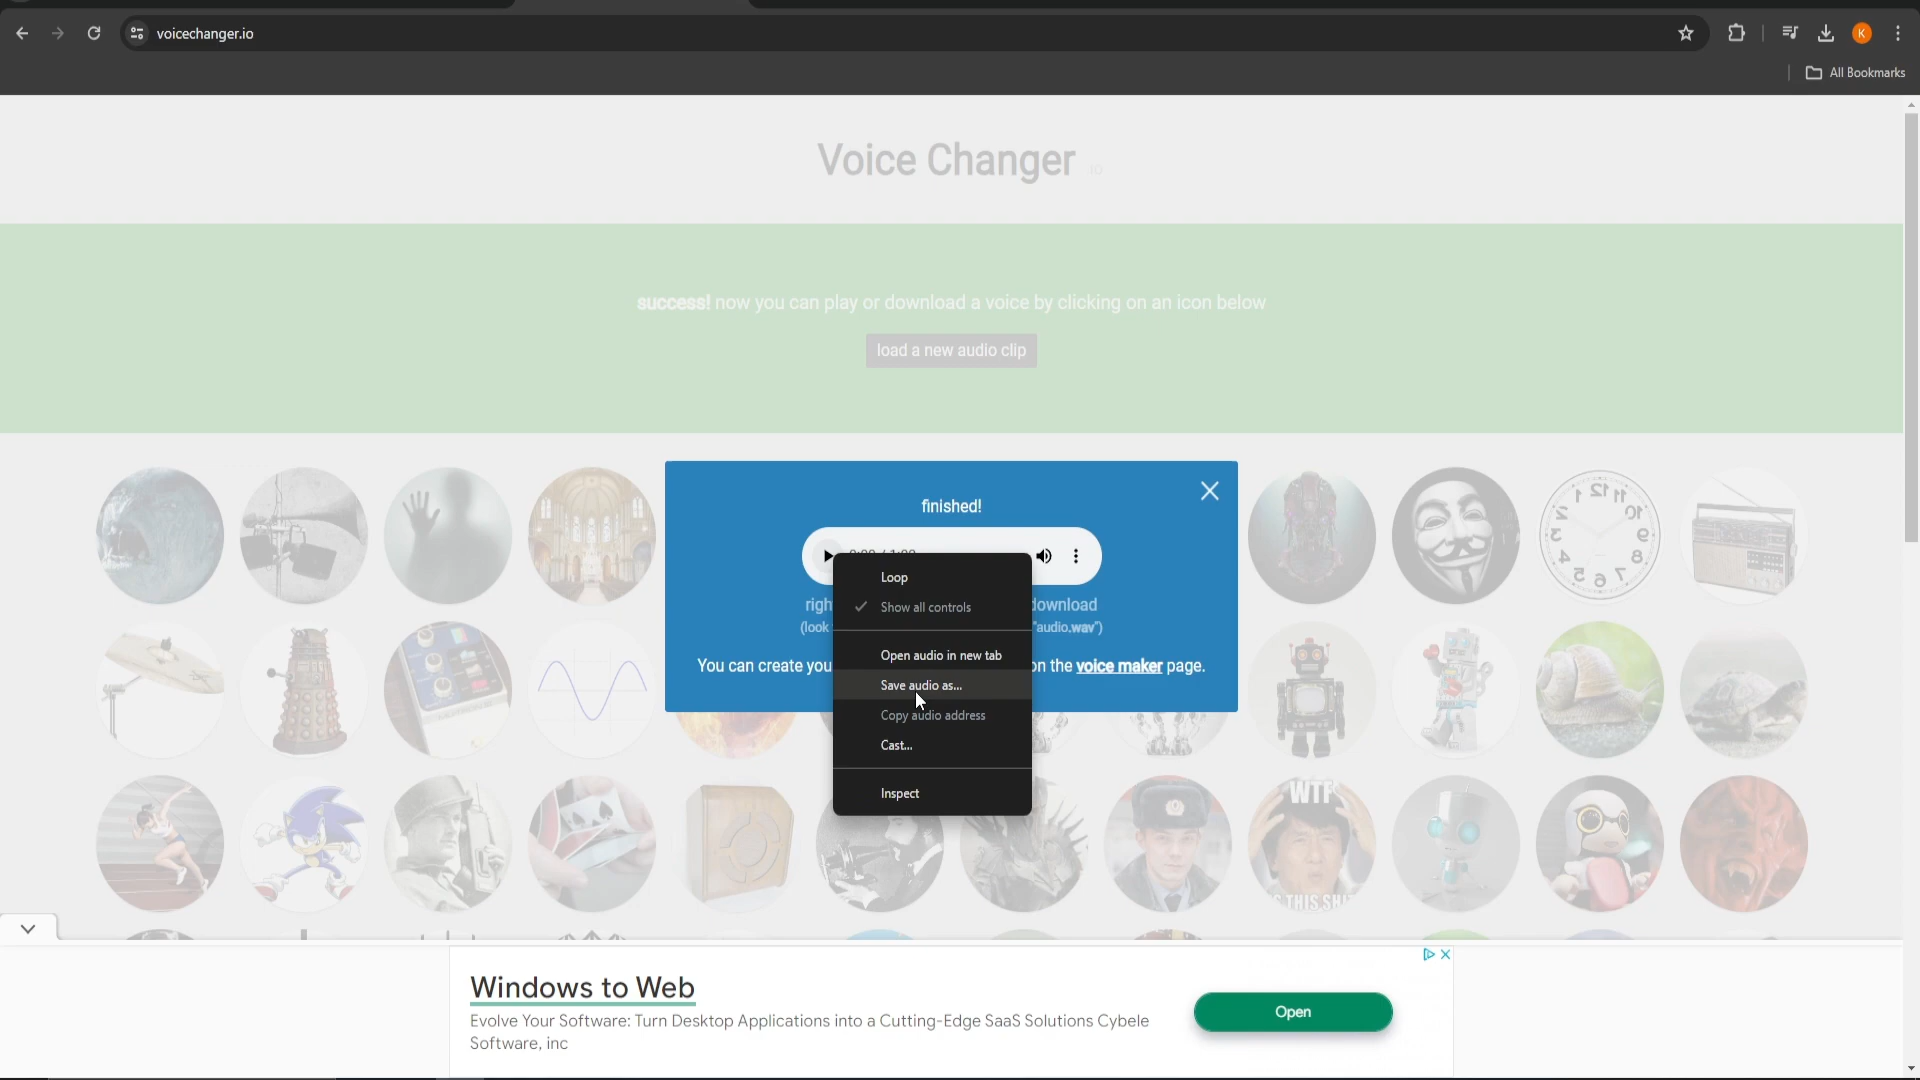 voicechanger.io
K
All Bookmarks
Voice Changer .io
success! now you can play or download a voice by clicking on an icon below
load a new audio clip
finished!
Loop
Show all controls
download
"audio.wav")
(look
Open audio in new tab
You can create you
on the voice maker page.
Save audio as...
Copy audio address
Cast...
Inspect
WTF
Windows to Web
Evolve Your Software: Turn Desktop Applications into a Cutting-Edge SaaS Solutions Cybele
Software, inc
Open